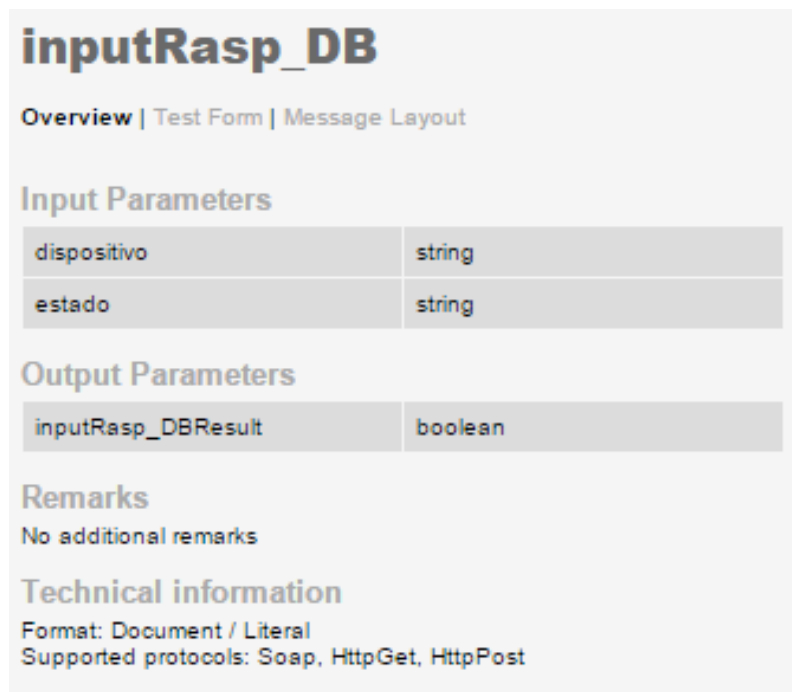 inputRasp_DB
Overview | Test Form | Message Layout
Input Parameters
dispositivo string
estado string
Output Parameters
inputRasp_DBResult boolean
Remarks
No additional remarks
Technical information
Format: Document / Literal
Supported protocols: Soap, HttpGet, HttpPost